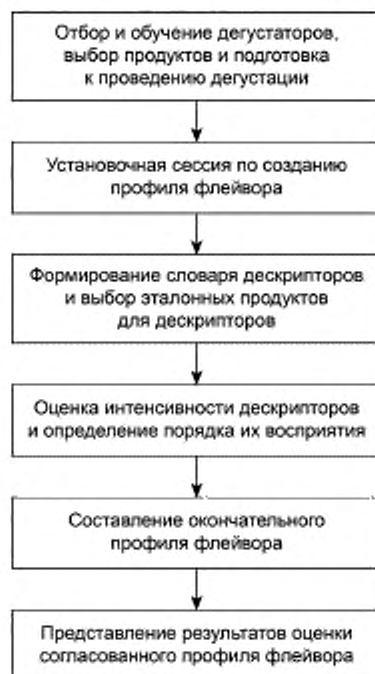 Отбор и обучение дегустаторов,
выбор продуктов и подготовка
к проведению дегустации
Установочная сессия по созданию
профиля флейвора
Формирование словаря дескрипторов
и выбор эталонных продуктов
для дескрипторов
Оценка интенсивности дескрипторов
и определение порядка их восприятия
Составление окончательного
профиля флейвора
Представление результатов оценки
согласованного профиля флейвора